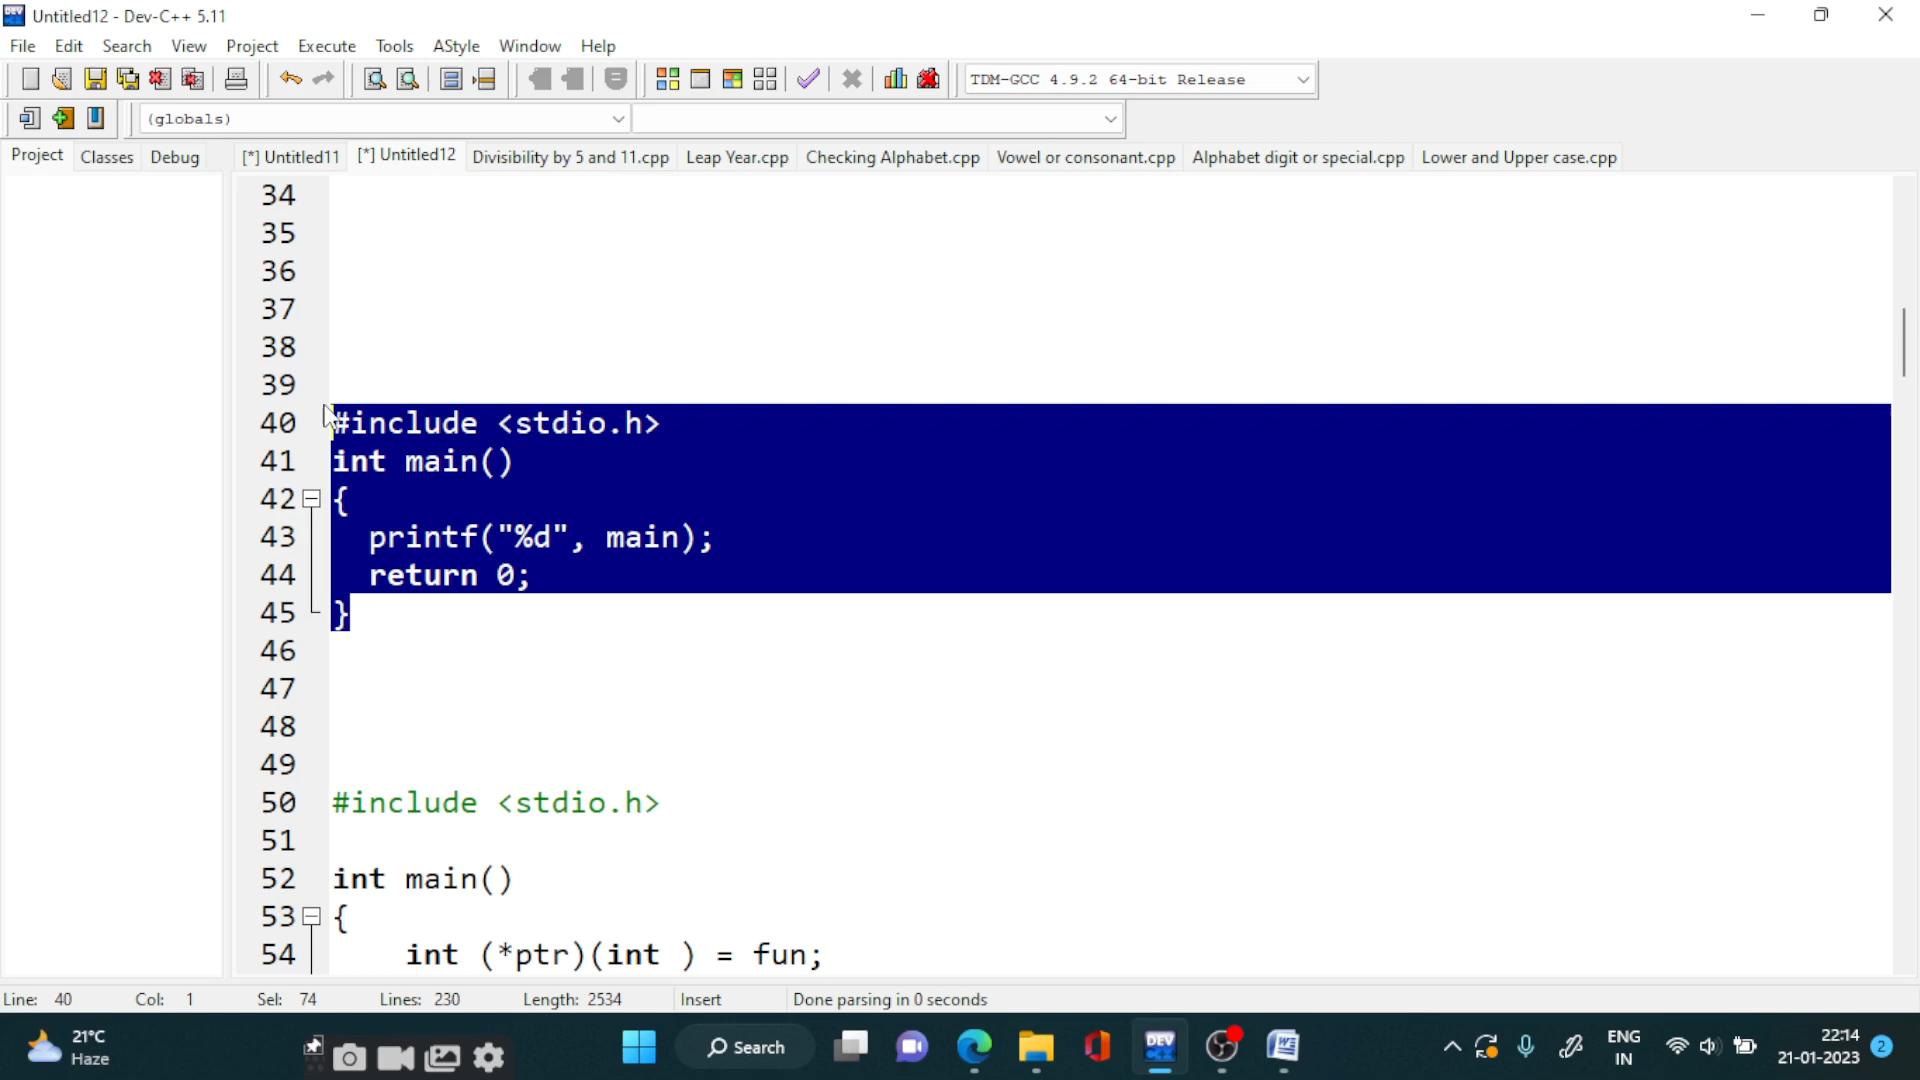 Untitled12 - Dev-C++ 5.11
File Edit Search View Project Execute Tools AStyle Window Help
TDM-GCC 4.9.2 64-bit Release
(globals)
Project Classes Debug [*] Untitled11 [*] Untitled12 Divisibility by 5 and 11.cpp Leap Year.cpp Checking Alphabet.cpp Vowel or consonant.cpp Alphabet digit or special.cpp Lower and Upper case.cpp
34
35
36
37
38
39
40 #include <stdio.h>
41 int main()
42 {
43 printf("%d", main);
44 return 0;
45 }
46
47
48
49
50 #include <stdio.h>
51
52 int main()
53 {
54 int (*ptr)(int ) = fun;
Line: 40 Col: 1 Sel: 74 Lines: 230 Length: 2534 Insert Done parsing in 0 seconds
21°C
Haze
Search
DEV C++
ENG
IN
22:14
21-01-2023
2